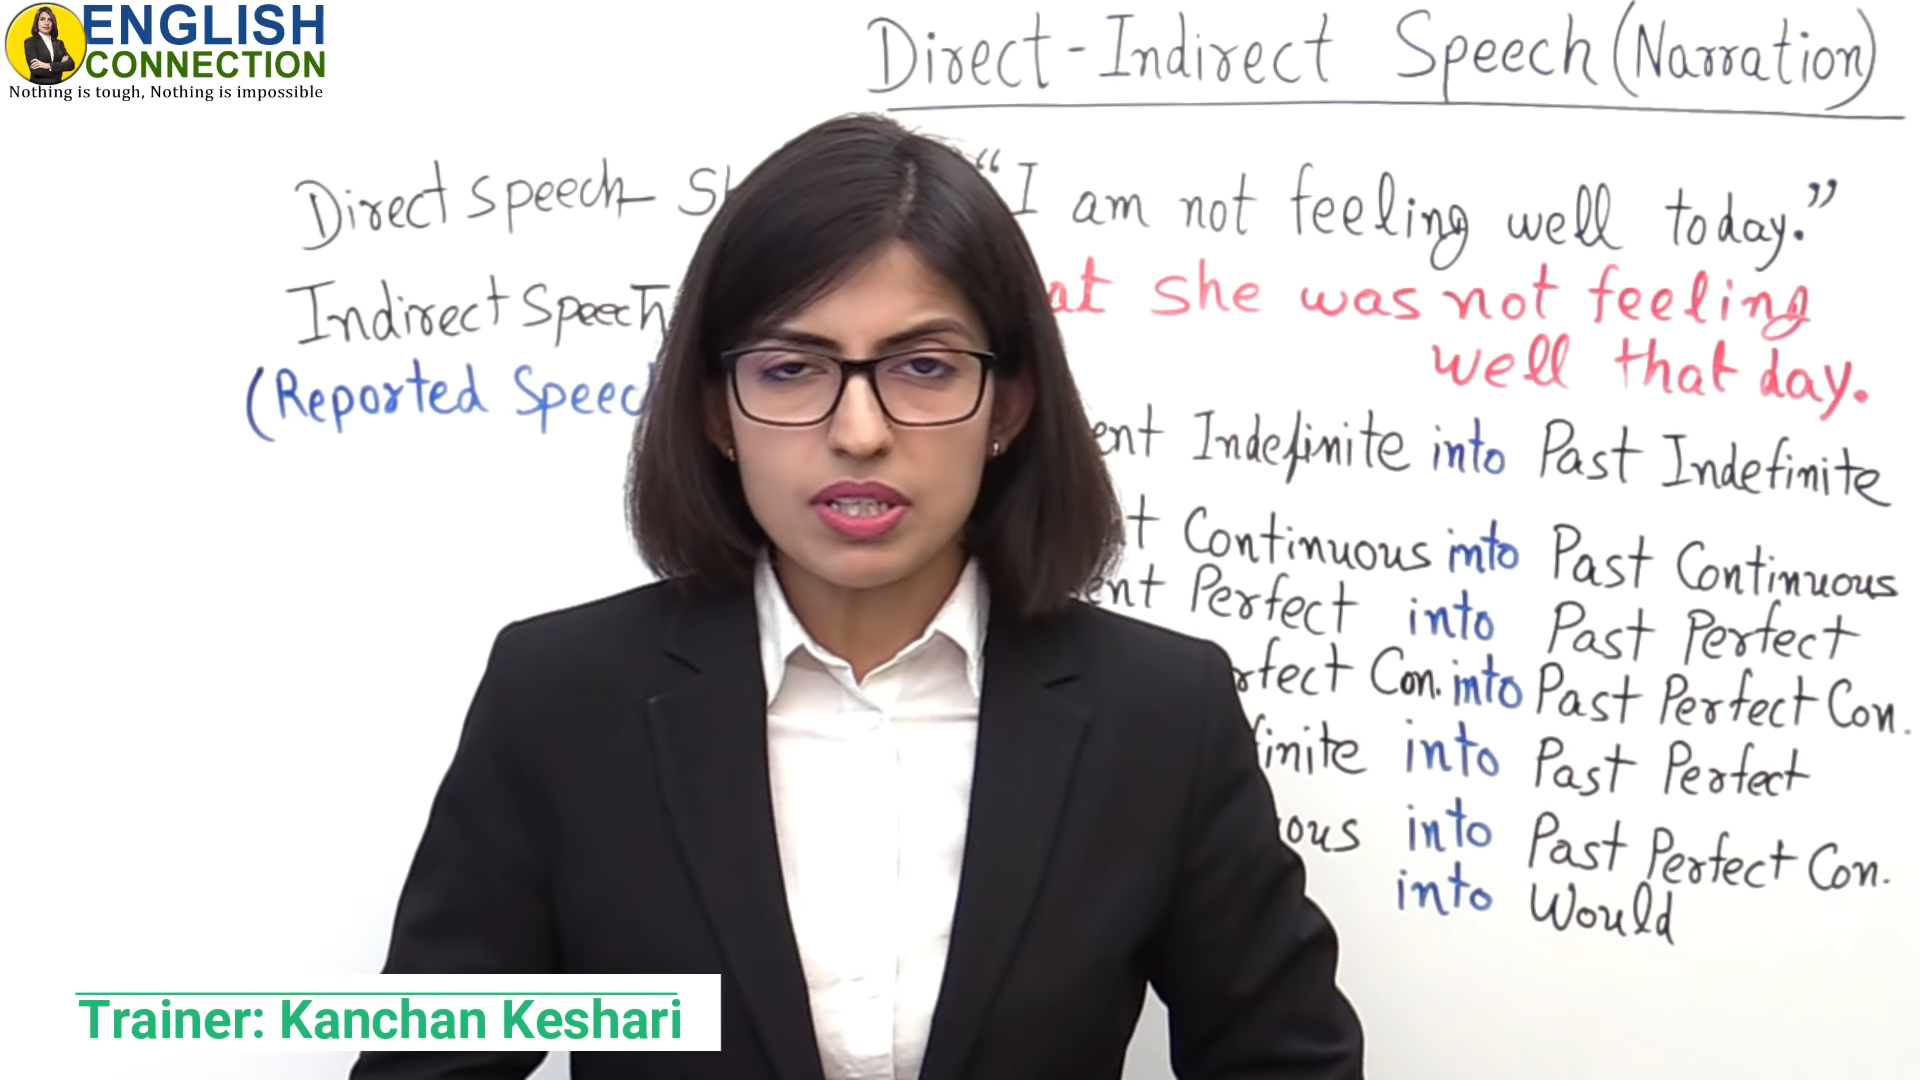 ENGLISH
CONNECTION
Nothing is tough, Nothing is impossible
Direct-Indirect Speech (Narration)
Direct speech- “I am not feeling well today.”
Indirect Speech she was not feeling
well that day.
(Reported
Indefinite into Past Indefinite
Continuous into Past Continuous
Perfect into Past Perfect
Con. into Past Perfect Con.
into Past Perfect
into Past Perfect Con.
into Would
Trainer: Kanchan Keshari